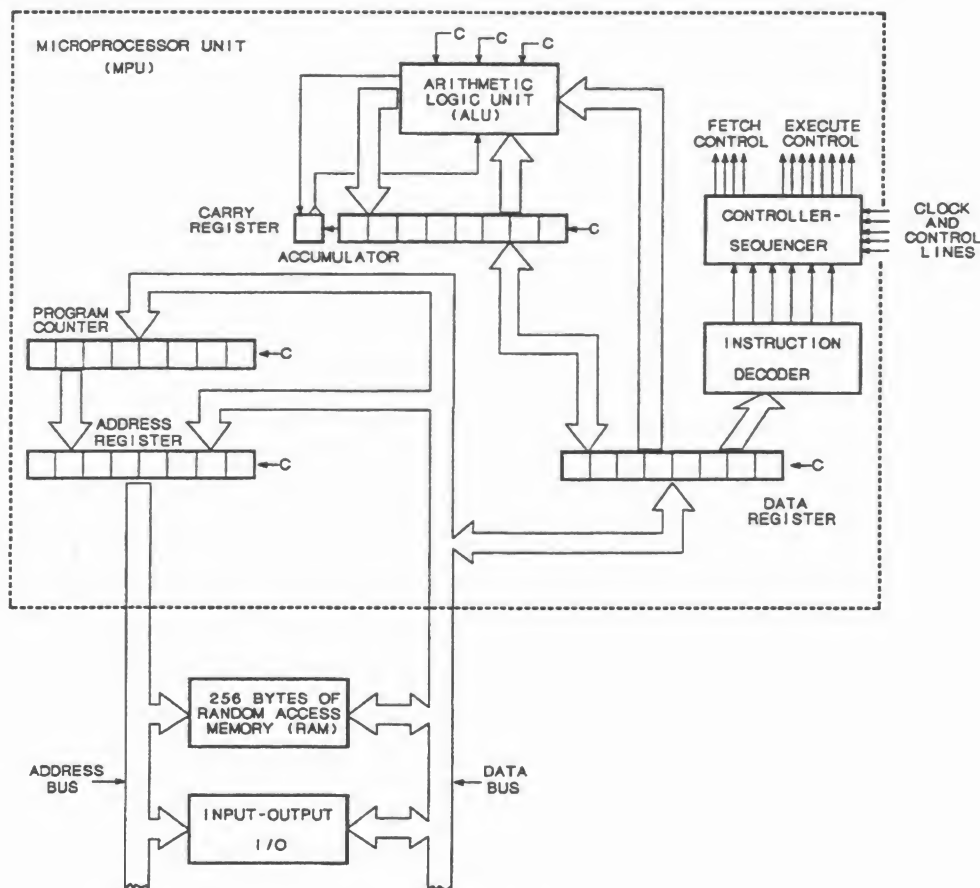 MICROPROCESSOR UNIT
(MPU)
C
C
C
ARITHMETIC
LOGIC UNIT
(ALU)
FETCH
CONTROL
EXECUTE
CONTROL
CARRY
REGISTER
C
ACCUMULATOR
CONTROLLER-
SEQUENCER
CLOCK
AND
CONTROL
LINES
PROGRAM
COUNTER
C
INSTRUCTION
DECODER
ADDRESS
REGISTER
C
C
DATA
REGISTER
256 BYTES OF
RANDOM ACCESS
MEMORY (RAM)
ADDRESS
BUS
DATA
BUS
INPUT-OUTPUT
I/O